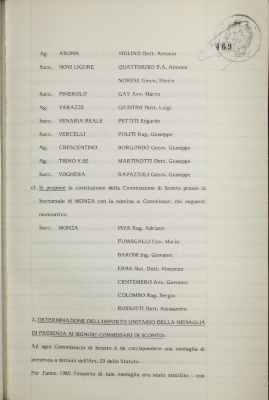 469
Ag. ARONA VIGLINO Dott. Antonio
Succ. NOVI LIGURE QUATTORDIO P.A. Aimone
NORESE Geom. Pietro
Succ. PINEROLO GAY Avv. Marco
Ag. VARAZZE GRINTINI Dott. Luigi
Succ. VENARIA REALE PETTITI Edgardo
Succ. VERCELLI POLITI Rag. Giuseppe
Ag. CRESCENTINO BORGONDO Geom. Giuseppe
Ag. TRINO V.SE MARTINOTTI Dott. Giuseppe
Succ. VOGHERA RAVAZZOLI Geom. Giuseppe
c) Si propone la costituzione della Commissione di Sconto presso la
Succursale di MONZA con la nomina a Commissari dei seguenti
nominativi:
Succ. MONZA PIVA Rag. Adriano
FUMAGALLI Cav. Mario
BARONI Ing. Giovanni
ERBA Not. Dott. Vincenzo
CENTEMERO Avv. Giovanni
COLOMBO Rag. Sergio
ROSSOTTI Dott. Alessandro
2. DETERMINAZIONE DELL'IMPORTO UNITARIO DELLA MEDAGLIA
DI PRESENZA AI SIGNORI COMMISSARI DI SCONTO:
Ad ogni Commissario di Sconto è da corrispondere una medaglia di
presenza a termini dell'Art. 25 dello Statuto.
Per l'anno 1980 l'importo di tale medaglia era stato stabilito - con